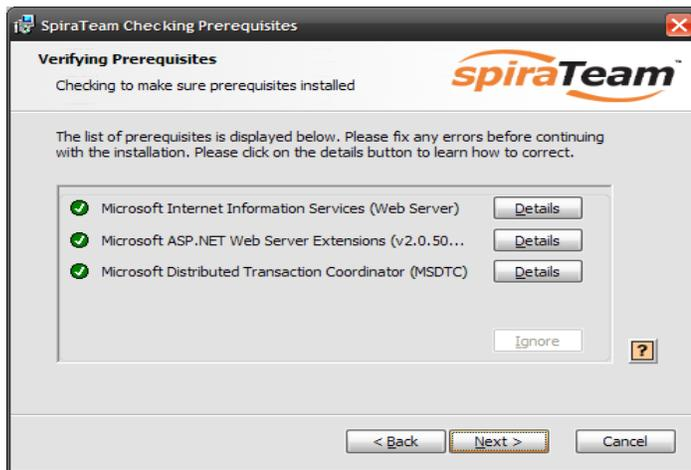 SpiraTeam Checking Prerequisites
Verifying Prerequisites
Checking to make sure prerequisites installed
spiraTeam™
The list of prerequisites is displayed below. Please fix any errors before continuing
with the installation. Please click on the details button to learn how to correct.
Microsoft Internet Information Services (Web Server) Details
Microsoft ASP.NET Web Server Extensions (v2.0.50... Details
Microsoft Distributed Transaction Coordinator (MSDTC) Details
Ignore
?
< Back Next > Cancel